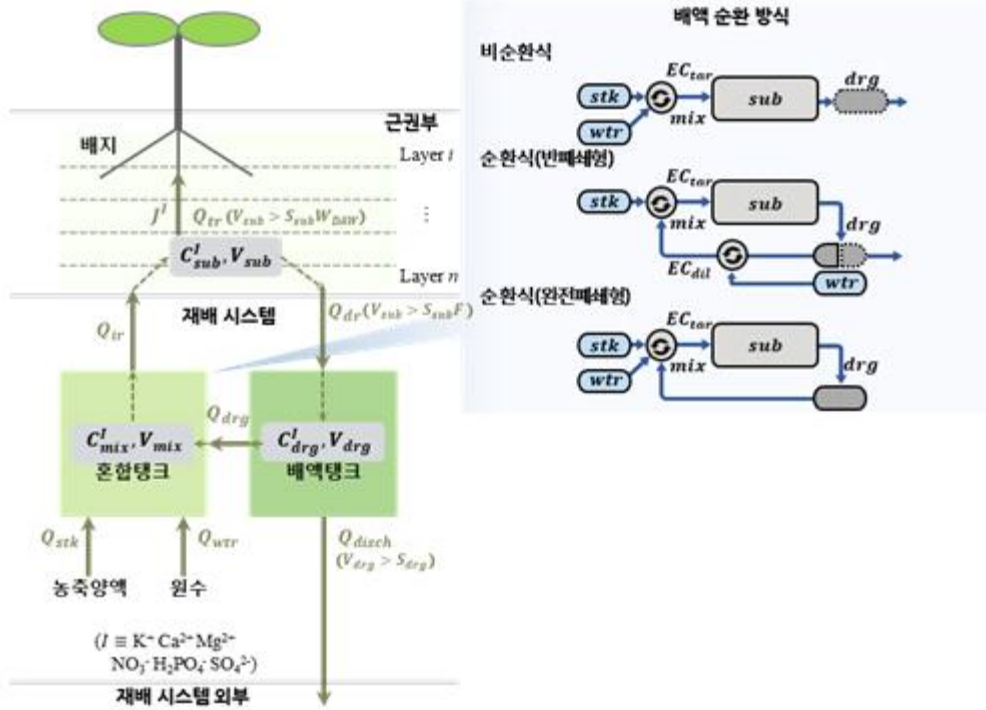 배액 순환 방식
비순환식
stk
wtr
mix
EC_tar
sub
drg
순환식(반폐쇄형)
stk
mix
EC_tar
sub
drg
EC_dil
wtr
순환식(완전폐쇄형)
stk
wtr
mix
EC_tar
sub
drg
근권부
배지
Layer i
⋮
J^I
Q_tr (V_sub > S_sub W_D&W)
C^I_sub, V_sub
Layer n
재배 시스템
Q_ir
Q_dr (V_sub > S_sub F)
Q_drg
C^I_mix, V_mix
혼합탱크
C^I_drg, V_drg
배액탱크
Q_stk
Q_wtr
Q_disch
(V_drg > S_drg)
농축양액
원수
(I ≡ K⁺ Ca²⁺ Mg²⁺
NO₃⁻ H₂PO₄⁻ SO₄²⁻)
재배 시스템 외부